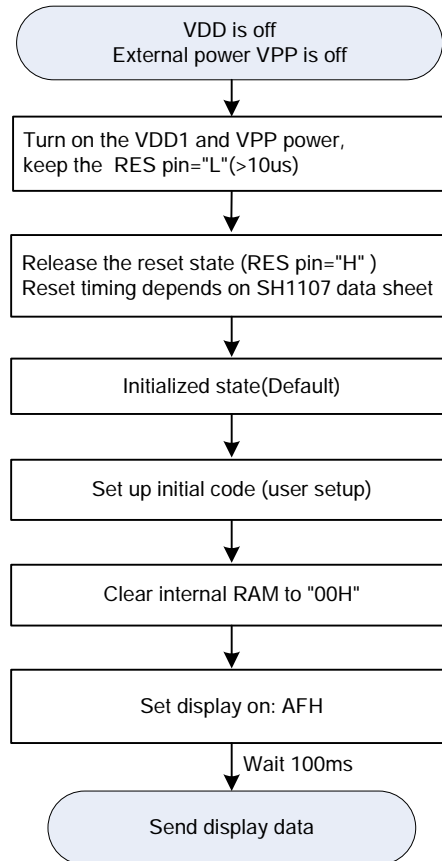 VDD is off
External power VPP is off
Turn on the VDD1 and VPP power,
keep the RES pin="L"(>10us)
Release the reset state (RES pin="H" )
Reset timing depends on SH1107 data sheet
Initialized state(Default)
Set up initial code (user setup)
Clear internal RAM to "00H"
Set display on: AFH
Wait 100ms
Send display data